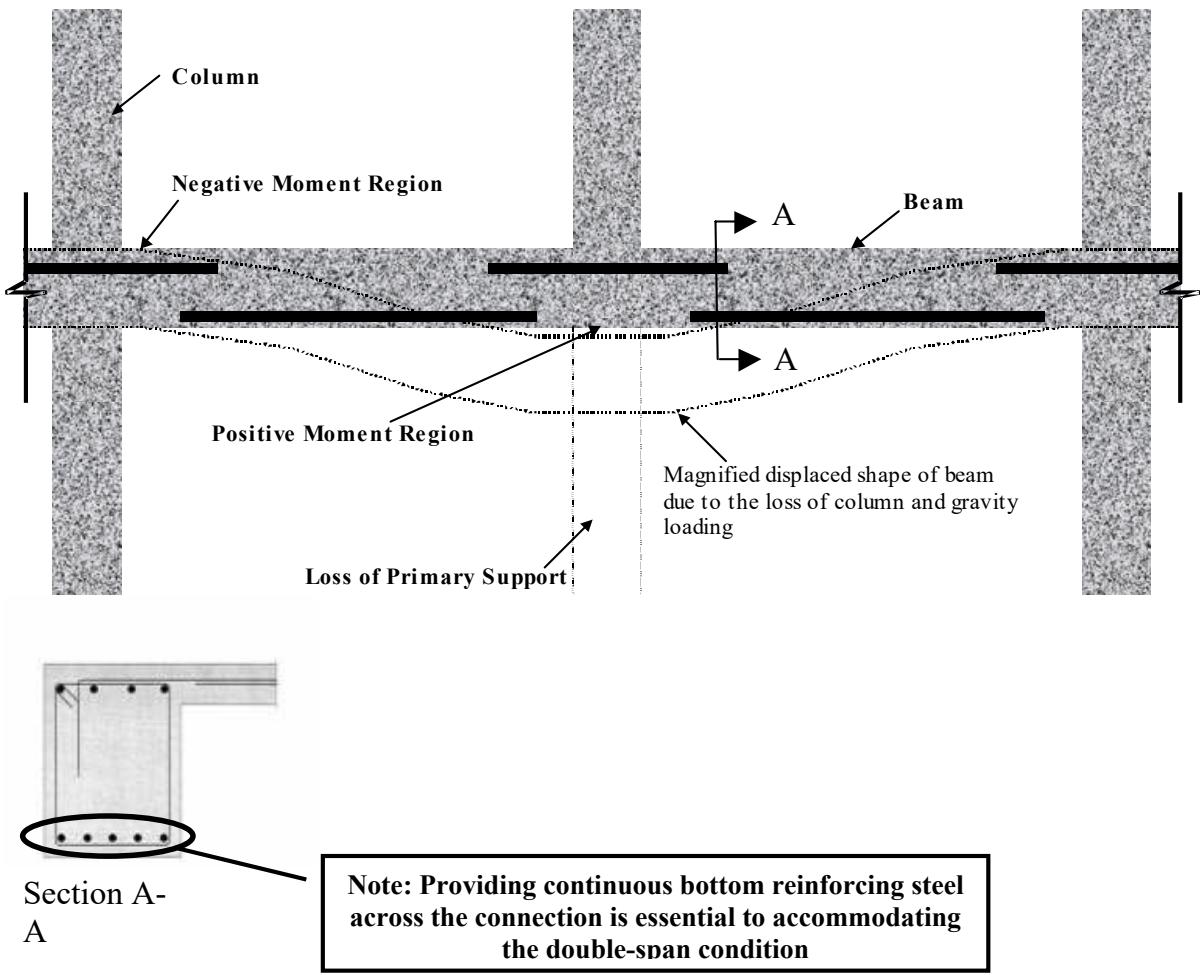 Column
Negative Moment Region
Beam
A
A
Positive Moment Region
Magnified displaced shape of beam
due to the loss of column and gravity
loading
Loss of Primary Support
Section A-
A
Note: Providing continuous bottom reinforcing steel
across the connection is essential to accommodating
the double-span condition